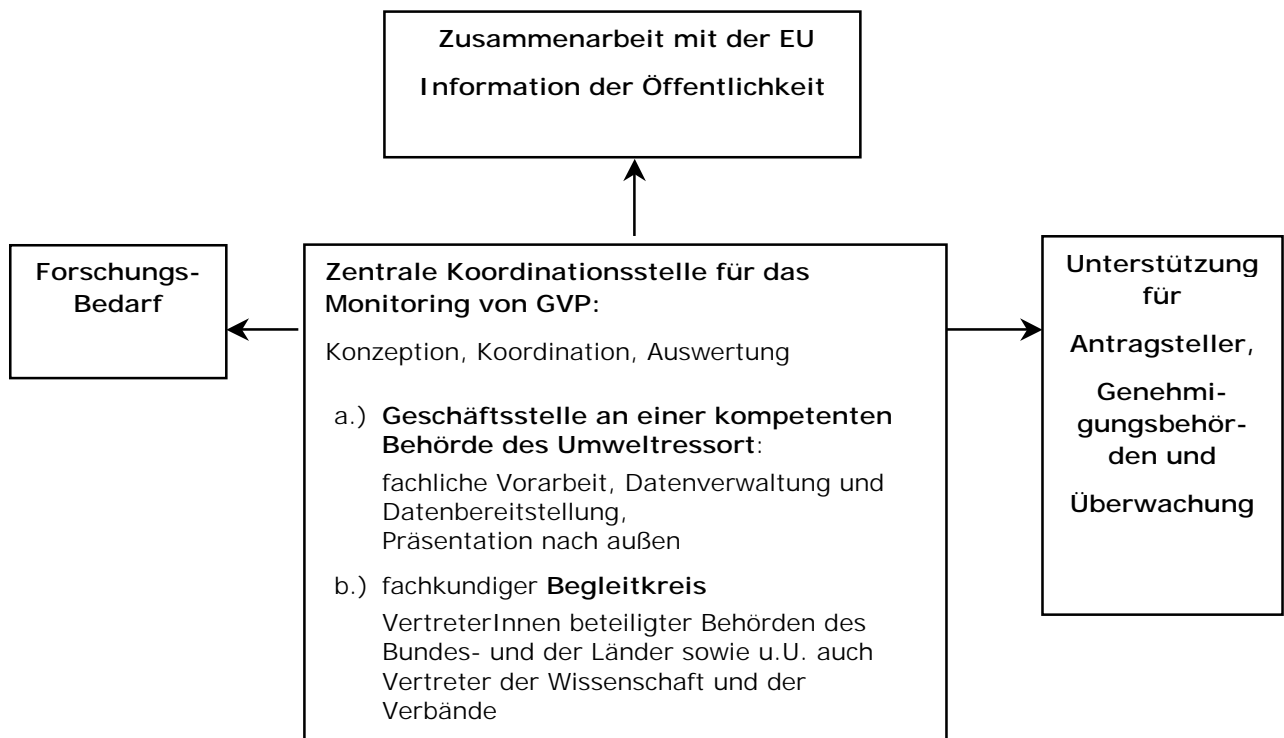 Zusammenarbeit mit der EU
Information der Öffentlichkeit
Forschungs-
Bedarf
Zentrale Koordinationsstelle für das
Monitoring von GVP:
Konzeption, Koordination, Auswertung
a.) Geschäftsstelle an einer kompetenten
Behörde des Umweltressort:
fachliche Vorarbeit, Datenverwaltung und
Datenbereitstellung,
Präsentation nach außen
b.) fachkundiger Begleitkreis
VertreterInnen beteiligter Behörden des
Bundes- und der Länder sowie u.U. auch
Vertreter der Wissenschaft und der
Verbände
Unterstützung
für
Antragsteller,
Genehmi-
gungsbehör-
den und
Überwachung